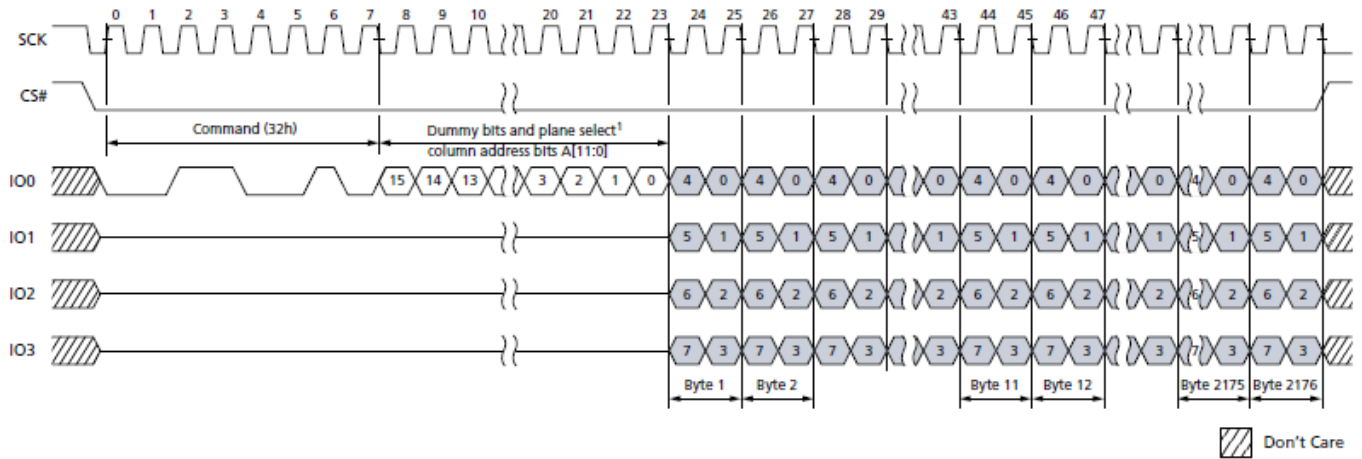 0 1 2 3 4 5 6 7 8 9 10 20 21 22 23 24 25 26 27 28 29 43 44 45 46 47
SCK
CS#
Command (32h) Dummy bits and plane select1
column address bits A[11:0]
IO0 15 14 13 3 2 1 0 4 0 4 0 4 0 0 4 0 4 0 0 4 0 4 0
IO1 5 1 5 1 5 1 1 5 1 5 1 1 5 1 5 1
IO2 6 2 6 2 6 2 2 6 2 6 2 2 6 2 6 2
IO3 7 3 7 3 7 3 3 7 3 7 3 3 7 3 7 3
Byte 1 Byte 2 Byte 11 Byte 12 Byte 2175 Byte 2176
Don't Care